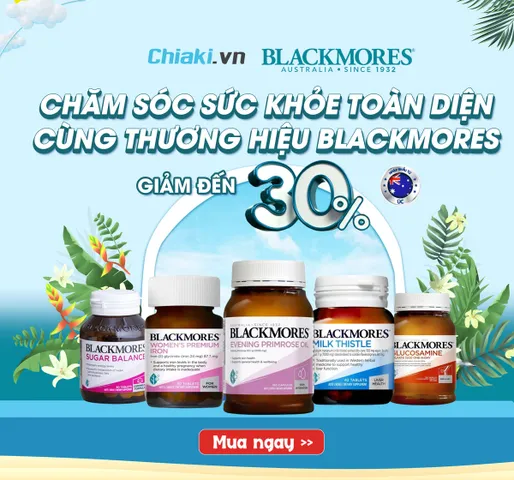 Chiaki.vn BLACKMORES®
AUSTRALIA • SINCE 1932
CHĂM SÓC SỨC KHỎE TOÀN DIỆN
CÙNG THƯƠNG HIỆU BLACKMORES
GIẢM ĐẾN 30%
ÚC
BLACKMORES
SUGAR BALANCE
BLACKMORES
WOMEN'S PREMIUM
IRON
BLACKMORES
EVENING PRIMROSE OIL
BLACKMORES
MILK THISTLE
BLACKMORES
GLUCOSAMINE
Mua ngay >>